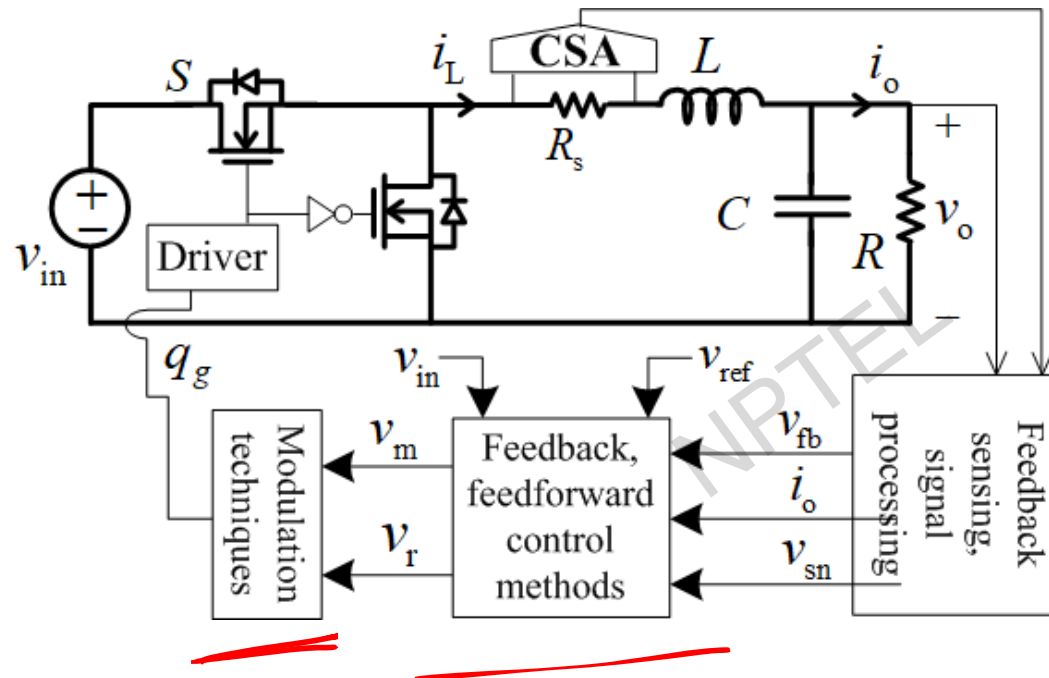 CSA
S
i_L
L
i_o
R_s
+
−
v_in
Driver
C
R
+
v_o
−
q_g
v_in
v_ref
NPTEL
Modulation
techniques
v_m
v_r
Feedback,
feedforward
control
methods
v_fb
i_o
v_sn
Feedback
sensing,
signal
processing